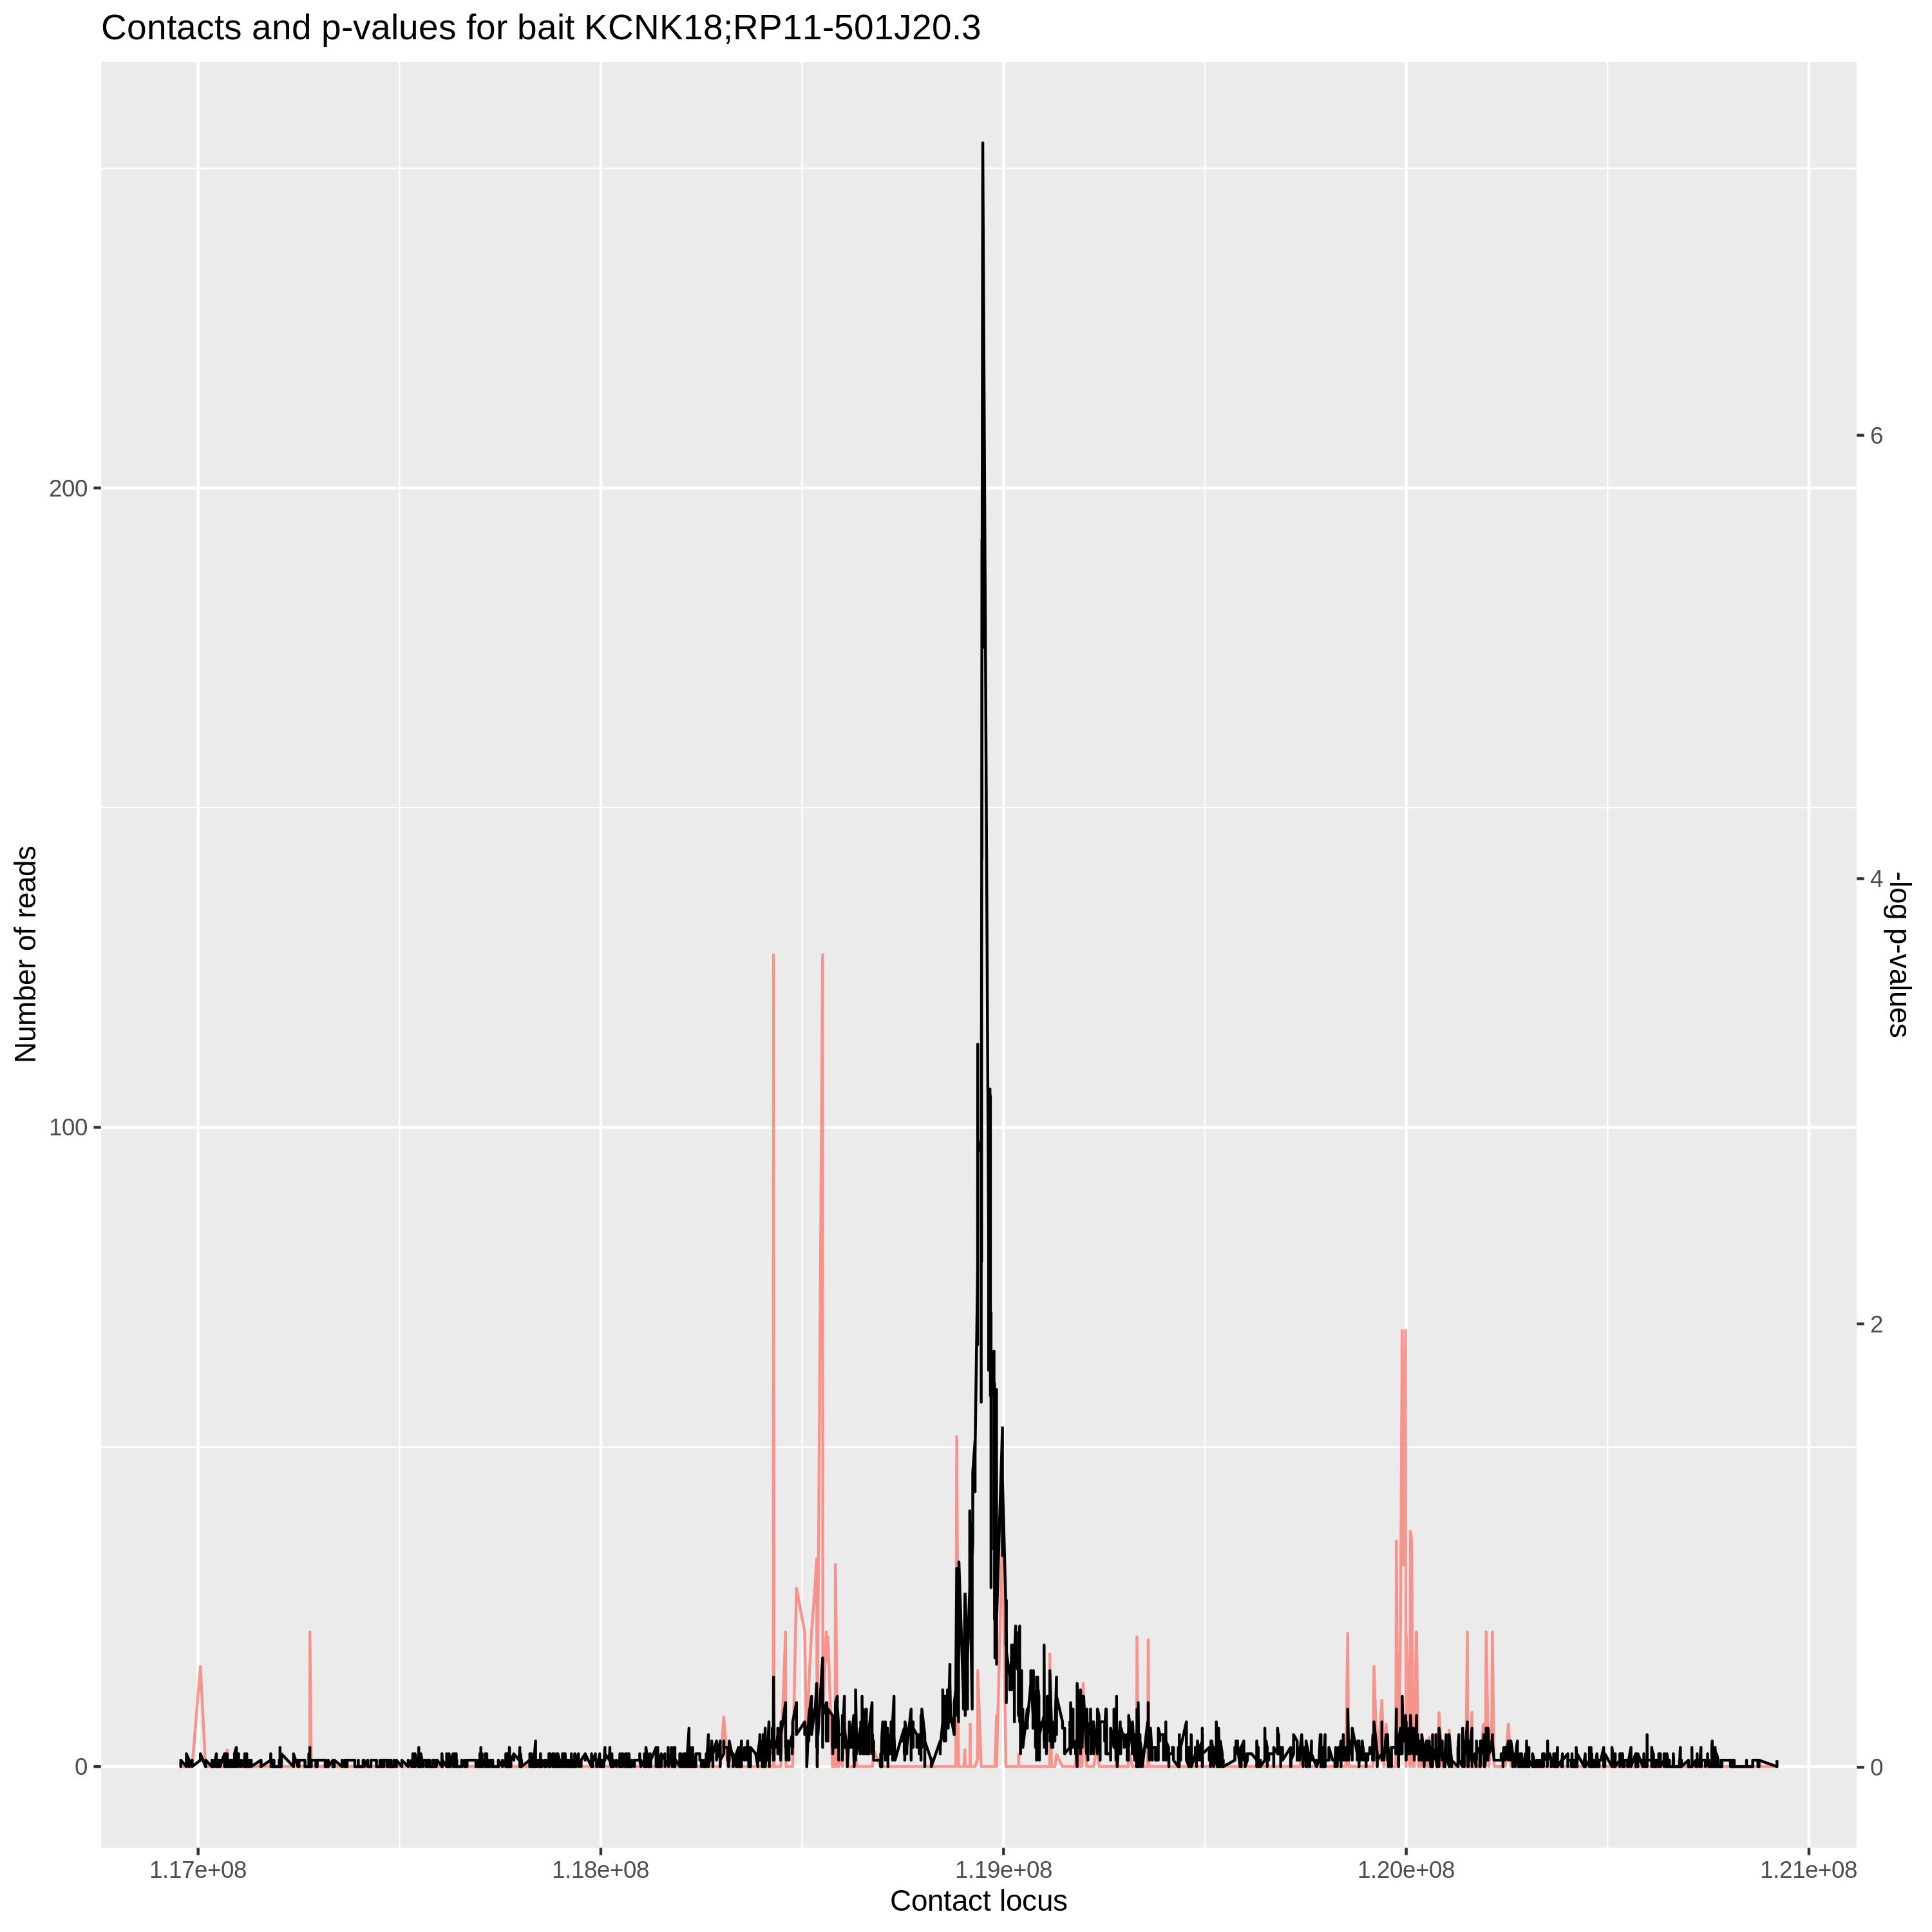 Contacts and p-values for bait KCNK18;RP11-501J20.3
Number of reads
200
100
0
6
4
2
0
-log p-values
1.17e+08
1.18e+08
1.19e+08
1.20e+08
1.21e+08
Contact locus